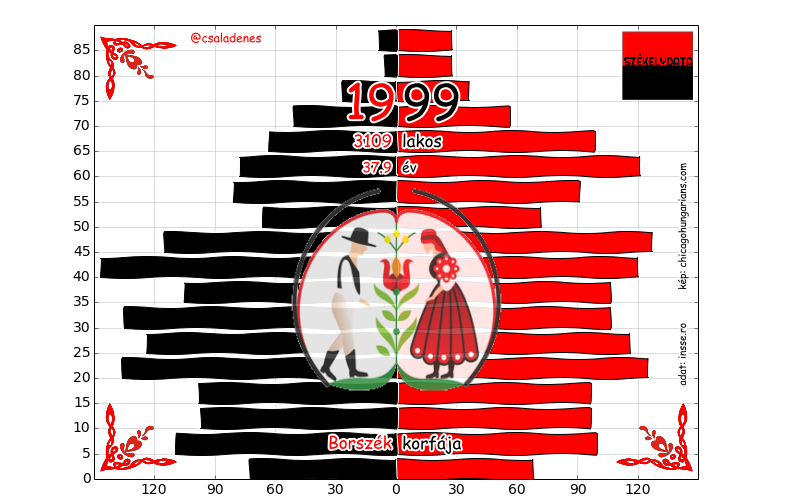 @csaladenes
SZÉKELYDATA
1999
3109 lakos
37.9 év
kép: chicagohungarians.com
adat: insse.ro
Borszék korfája
85
80
75
70
65
60
55
50
45
40
35
30
25
20
15
10
5
0
120 90 60 30 0 30 60 90 120